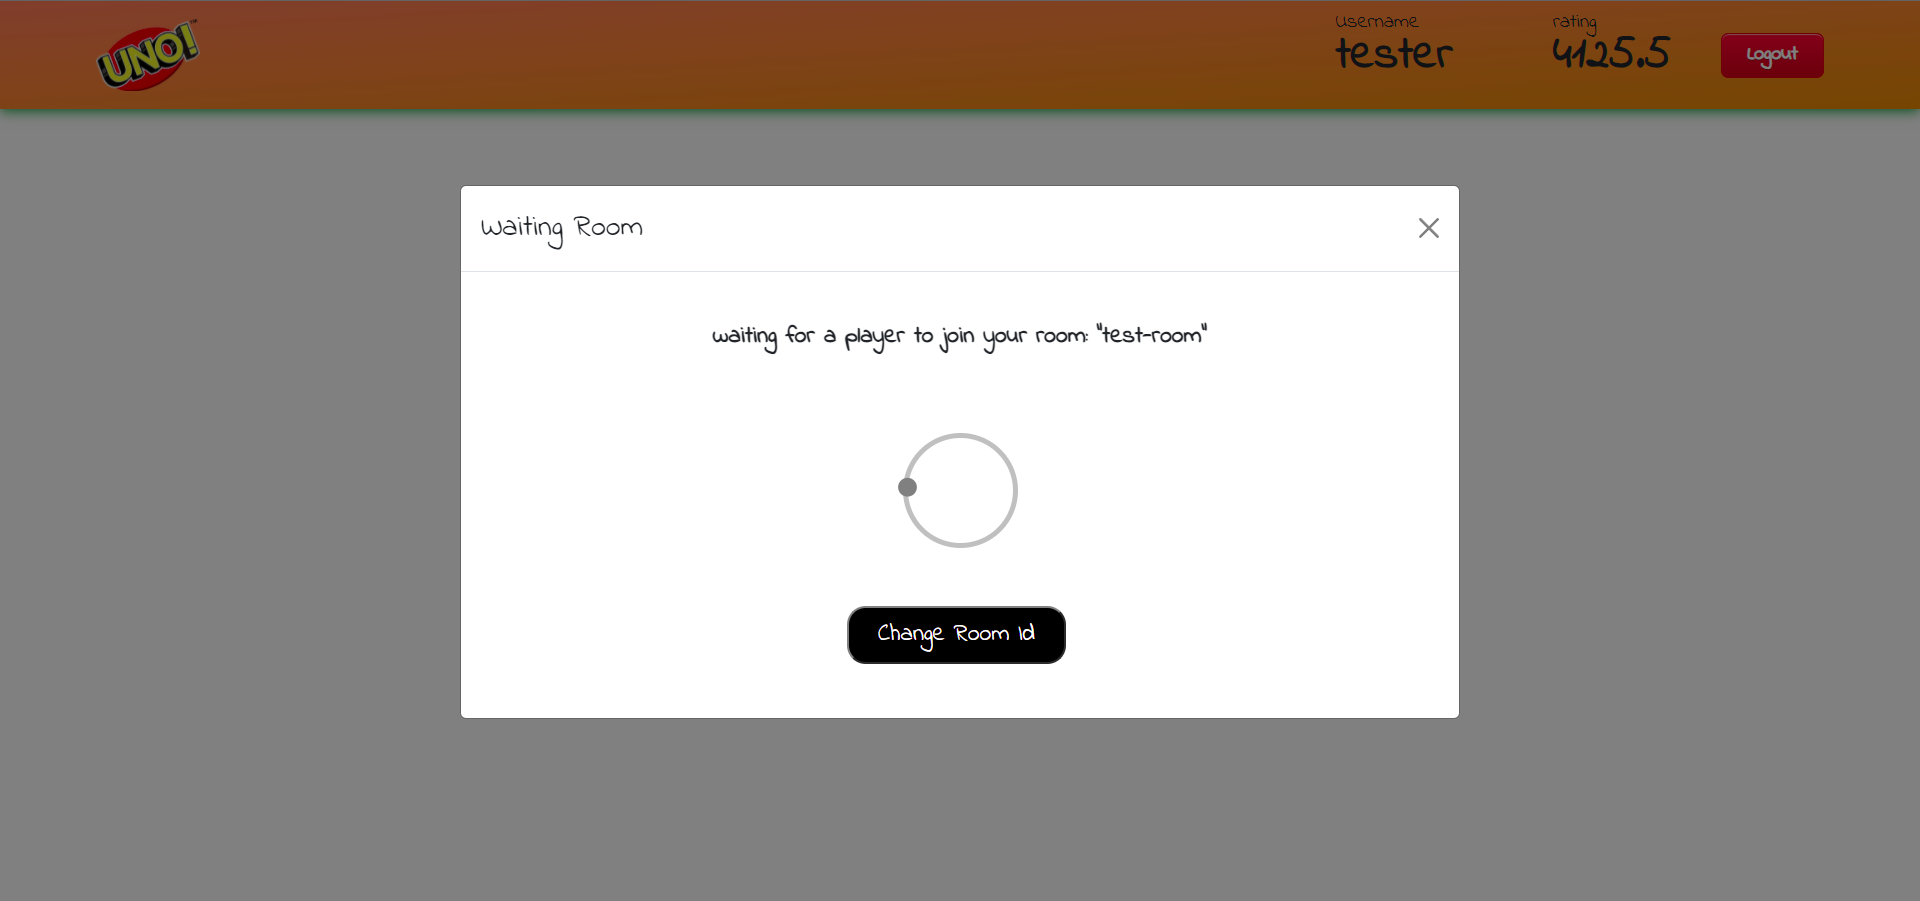 UNO!™
Username
tester
rating
4125.5
Logout
Waiting Room
waiting for a player to join your room: "test-room"
Change Room Id